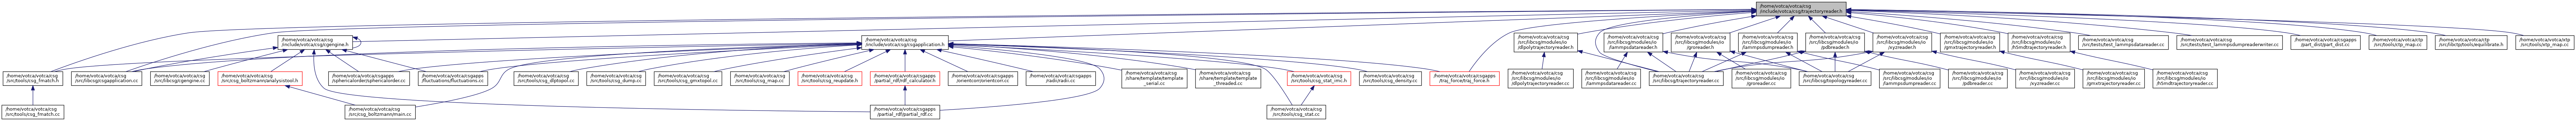 /home/votca/votca/csg
/include/votca/csg/trajectoryreader.h
/home/votca/votca/csg
/include/votca/csg/cgengine.h
/home/votca/votca/csg
/include/votca/csg/csgapplication.h
/home/votca/votca/csg
/src/libcsg/modules/io
/dlpolytrajectoryreader.h
/home/votca/votca/csg
/src/libcsg/modules/io
/lammpsdatareader.h
/home/votca/votca/csg
/src/libcsg/modules/io
/groreader.h
/home/votca/votca/csg
/src/libcsg/modules/io
/lammpsdumpreader.h
/home/votca/votca/csg
/src/libcsg/modules/io
/pdbreader.h
/home/votca/votca/csg
/src/libcsg/modules/io
/xyzreader.h
/home/votca/votca/csg
/src/libcsg/modules/io
/gmxtrajectoryreader.h
/home/votca/votca/csg
/src/libcsg/modules/io
/h5mdtrajectoryreader.h
/home/votca/votca/csg
/src/tests/test_lammpsdatareader.cc
/home/votca/votca/csg
/src/tests/test_lammpsdumpreaderwriter.cc
/home/votca/votca/csgapps
/part_dist/part_dist.cc
/home/votca/votca/ctp
/src/tools/ctp_map.cc
/home/votca/votca/ctp
/src/libctp/tools/eqquilibrate.h
/home/votca/votca/xtp
/src/tools/xtp_map.cc
/home/votca/votca/csg
/src/tools/csg_fmatch.h
/home/votca/votca/csg
/src/libcsg/csgapplication.cc
/home/votca/votca/csg
/src/libcsg/cgengine.cc
/home/votca/votca/csg
/src/csg_boltzmann/analysistool.h
/home/votca/votca/csgapps
/sphericalorder/sphericalorder.cc
/home/votca/votca/csgapps
/fluctuations/fluctuations.cc
/home/votca/votca/csg
/src/tools/csg_dlptopol.cc
/home/votca/votca/csg
/src/tools/csg_dump.cc
/home/votca/votca/csg
/src/tools/csg_gmxtopol.cc
/home/votca/votca/csg
/src/tools/csg_map.cc
/home/votca/votca/csg
/src/tools/csg_reupdate.h
/home/votca/votca/csgapps
/partial_rdf/rdf_calculator.h
/home/votca/votca/csgapps
/orientcorr/orientcorr.cc
/home/votca/votca/csgapps
/radii/radii.cc
/home/votca/votca/csg
/share/template/template
_serial.cc
/home/votca/votca/csg
/share/template/template
_threaded.cc
/home/votca/votca/csg
/src/tools/csg_stat_imc.h
/home/votca/votca/csg
/src/tools/csg_density.cc
/home/votca/votca/csgapps
/traj_force/traj_force.h
/home/votca/votca/csg
/src/libcsg/modules/io
/dlpolytrajectoryreader.cc
/home/votca/votca/csg
/src/libcsg/modules/io
/lammpsdatareader.cc
/home/votca/votca/csg
/src/libcsg/trajectoryreader.cc
/home/votca/votca/csg
/src/libcsg/modules/io
/groreader.cc
/home/votca/votca/csg
/src/libcsg/topologyreader.cc
/home/votca/votca/csg
/src/libcsg/modules/io
/lammpsdumpreader.cc
/home/votca/votca/csg
/src/libcsg/modules/io
/pdbreader.cc
/home/votca/votca/csg
/src/libcsg/modules/io
/xyzreader.cc
/home/votca/votca/csg
/src/libcsg/modules/io
/gmxtrajectoryreader.cc
/home/votca/votca/csg
/src/libcsg/modules/io
/h5mdtrajectoryreader.cc
/home/votca/votca/csg
/src/tools/csg_fmatch.cc
/home/votca/votca/csg
/src/csg_boltzmann/main.cc
/home/votca/votca/csgapps
/partial_rdf/partial_rdf.cc
/home/votca/votca/csg
/src/tools/csg_stat.cc